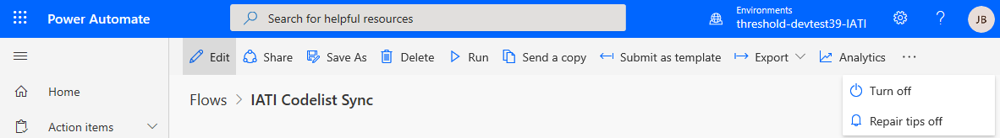 Power Automate
Search for helpful resources
Environments
threshold-devtest39-IATI
?
JB
Edit
Share
Save As
Delete
Run
Send a copy
Submit as template
Export
Analytics
...
Home
Flows > IATI Codelist Sync
Turn off
Action items
Repair tips off